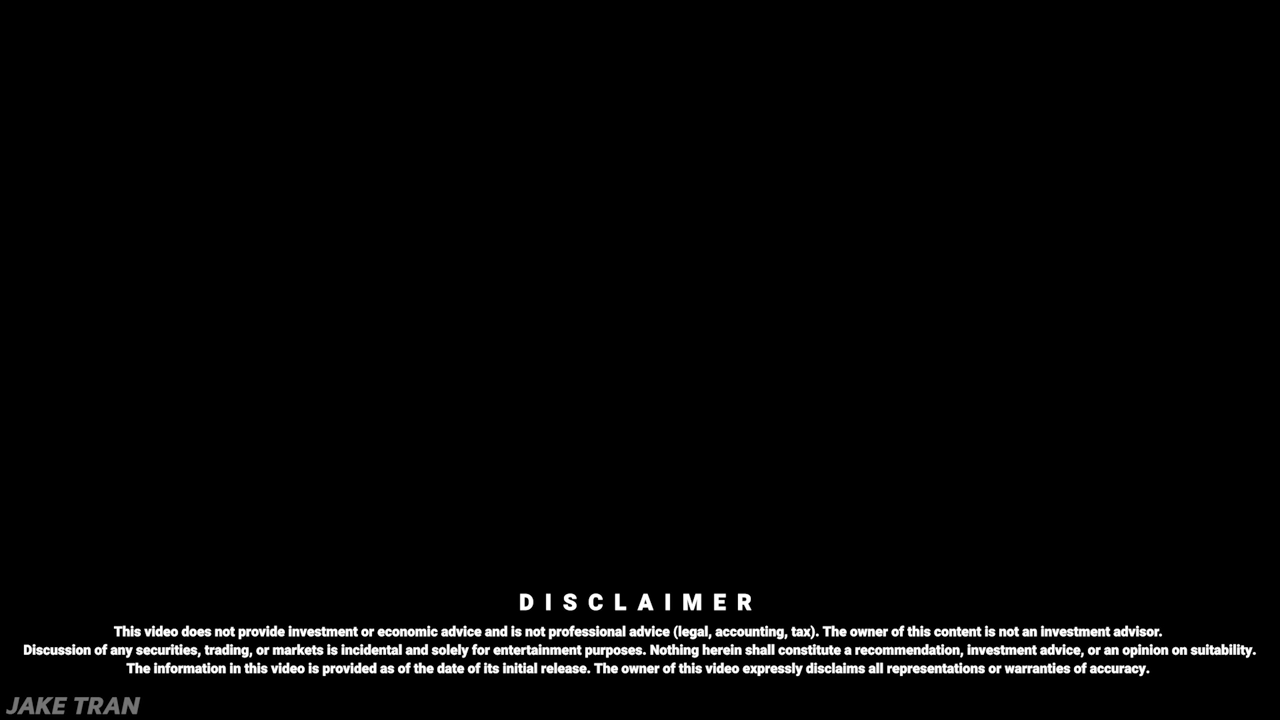 DISCLAIMER
This video does not provide investment or economic advice and is not professional advice (legal, accounting, tax). The owner of this content is not an investment advisor.
Discussion of any securities, trading, or markets is incidental and solely for entertainment purposes. Nothing herein shall constitute a recommendation, investment advice, or an opinion on suitability.
The information in this video is provided as of the date of its initial release. The owner of this video expressly disclaims all representations or warranties of accuracy.
JAKE TRAN